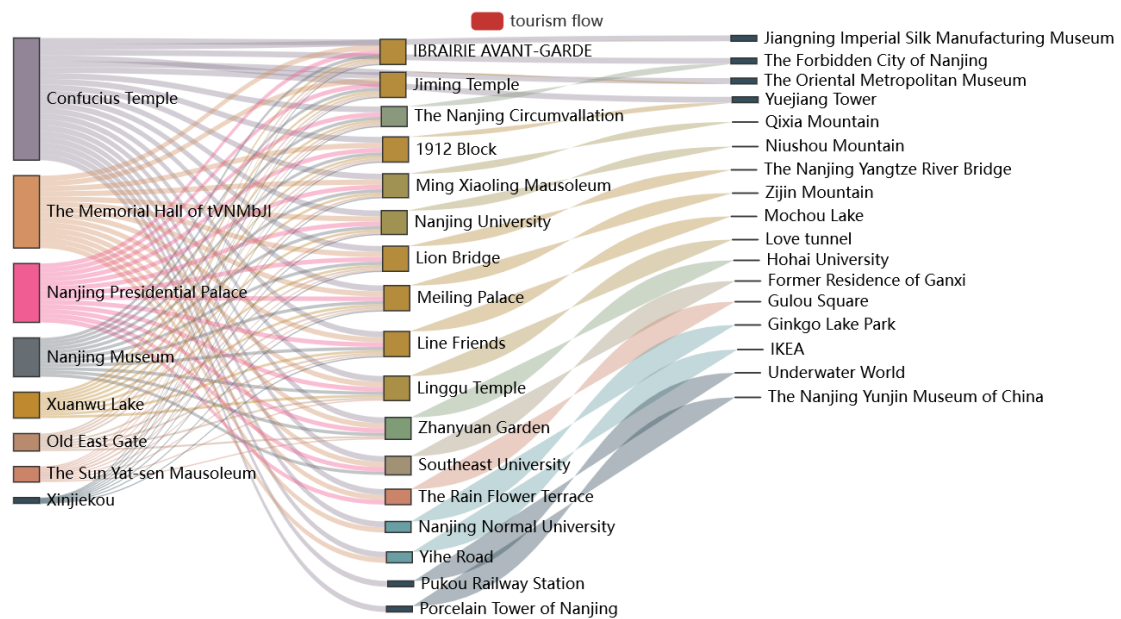 tourism flow
Confucius Temple
The Memorial Hall of tVNMbJI
Nanjing Presidential Palace
Nanjing Museum
Xuanwu Lake
Old East Gate
The Sun Yat-sen Mausoleum
Xinjiekou
IBRAIRIE AVANT-GARDE
Jiming Temple
The Nanjing Circumvallation
1912 Block
Ming Xiaoling Mausoleum
Nanjing University
Lion Bridge
Meiling Palace
Line Friends
Linggu Temple
Zhanyuan Garden
Southeast University
The Rain Flower Terrace
Nanjing Normal University
Yihe Road
Pukou Railway Station
Porcelain Tower of Nanjing
Jiangning Imperial Silk Manufacturing Museum
The Forbidden City of Nanjing
The Oriental Metropolitan Museum
Yuejiang Tower
Qixia Mountain
Niushou Mountain
The Nanjing Yangtze River Bridge
Zijin Mountain
Mochou Lake
Love tunnel
Hohai University
Former Residence of Ganxi
Gulou Square
Ginkgo Lake Park
IKEA
Underwater World
The Nanjing Yunjin Museum of China